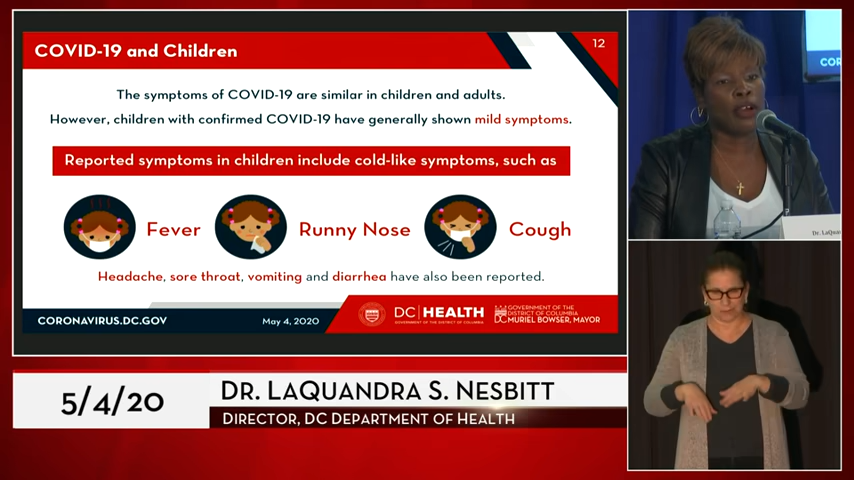 COVID-19 and Children
12
The symptoms of COVID-19 are similar in children and adults.
However, children with confirmed COVID-19 have generally shown mild symptoms.
Reported symptoms in children include cold-like symptoms, such as
Fever
Runny Nose
Cough
Headache, sore throat, vomiting and diarrhea have also been reported.
CORONAVIRUS.DC.GOV
May 4, 2020
DC HEALTH
GOVERNMENT OF THE DISTRICT OF COLUMBIA
GOVERNMENT OF THE
DISTRICT OF COLUMBIA
DC MURIEL BOWSER, MAYOR
COR
Dr. LaQuan
5/4/20
DR. LAQUANDRA S. NESBITT
DIRECTOR, DC DEPARTMENT OF HEALTH